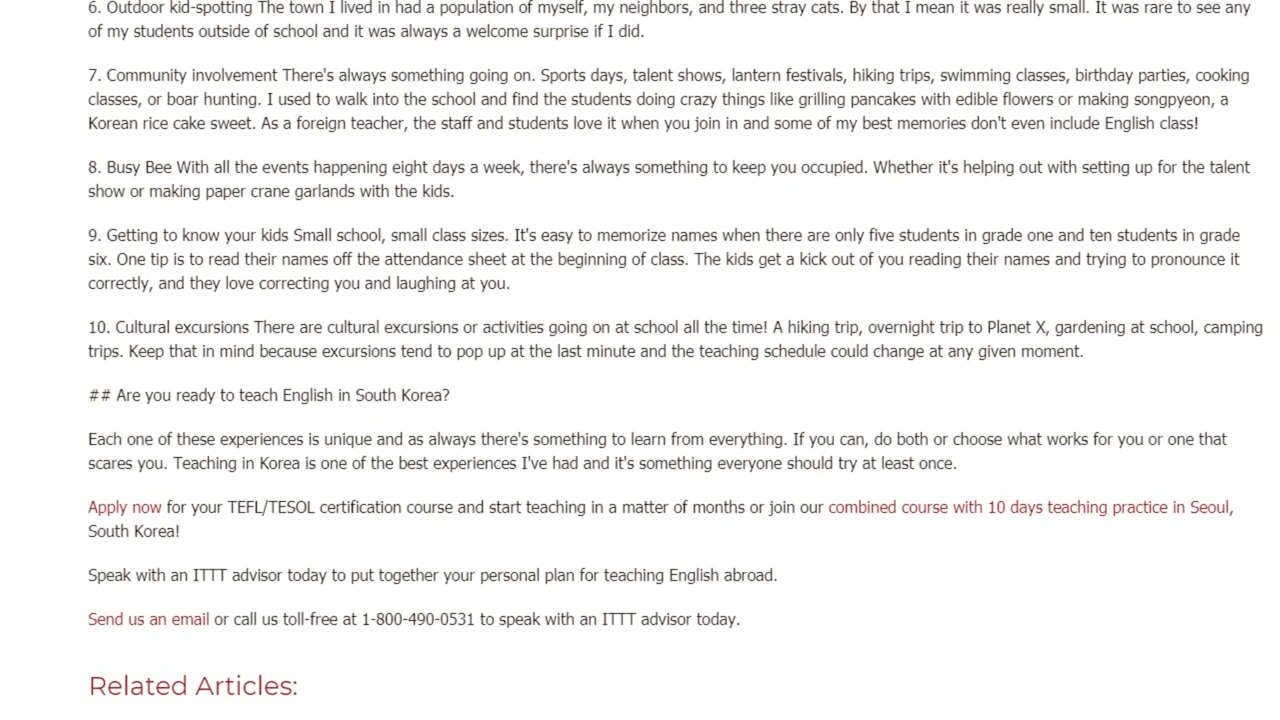 6. Outdoor kid-spotting The town I lived in had a population of myself, my neighbors, and three stray cats. By that I mean it was really small. It was rare to see any
of my students outside of school and it was always a welcome surprise if I did.
7. Community involvement There's always something going on. Sports days, talent shows, lantern festivals, hiking trips, swimming classes, birthday parties, cooking
classes, or boar hunting. I used to walk into the school and find the students doing crazy things like grilling pancakes with edible flowers or making songpyeon, a
Korean rice cake sweet. As a foreign teacher, the staff and students love it when you join in and some of my best memories don't even include English class!
8. Busy Bee With all the events happening eight days a week, there's always something to keep you occupied. Whether it's helping out with setting up for the talent
show or making paper crane garlands with the kids.
9. Getting to know your kids Small school, small class sizes. It's easy to memorize names when there are only five students in grade one and ten students in grade
six. One tip is to read their names off the attendance sheet at the beginning of class. The kids get a kick out of you reading their names and trying to pronounce it
correctly, and they love correcting you and laughing at you.
10. Cultural excursions There are cultural excursions or activities going on at school all the time! A hiking trip, overnight trip to Planet X, gardening at school, camping
trips. Keep that in mind because excursions tend to pop up at the last minute and the teaching schedule could change at any given moment.
## Are you ready to teach English in South Korea?
Each one of these experiences is unique and as always there's something to learn from everything. If you can, do both or choose what works for you or one that
scares you. Teaching in Korea is one of the best experiences I've had and it's something everyone should try at least once.
Apply now for your TEFL/TESOL certification course and start teaching in a matter of months or join our combined course with 10 days teaching practice in Seoul,
South Korea!
Speak with an ITTT advisor today to put together your personal plan for teaching English abroad.
Send us an email or call us toll-free at 1-800-490-0531 to speak with an ITTT advisor today.
Related Articles: